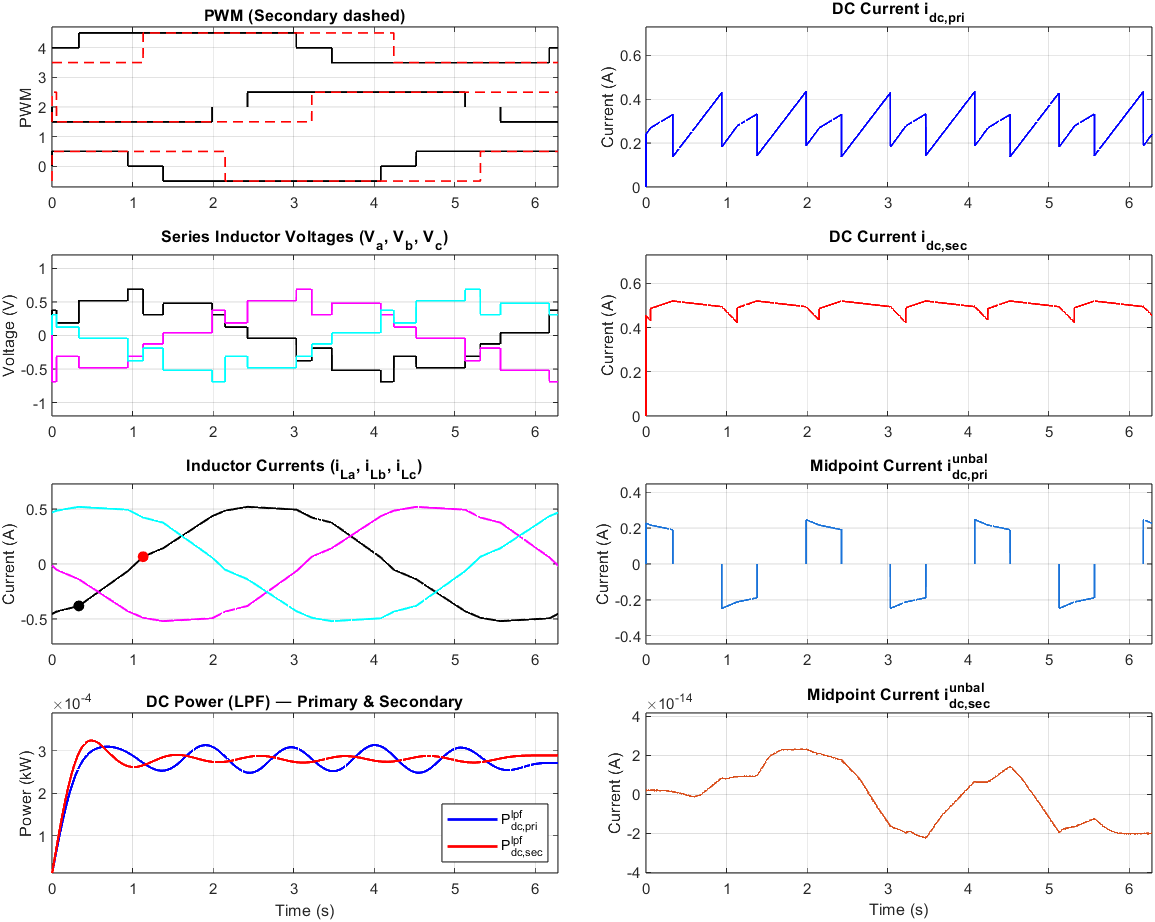 PWM (Secondary dashed)
PWM
4
3
2
1
0
0 1 2 3 4 5 6
DC Current i_dc,pri
Current (A)
0.6
0.4
0.2
0
0 1 2 3 4 5 6
Series Inductor Voltages (V_a, V_b, V_c)
Voltage (V)
1
0.5
0
-0.5
-1
0 1 2 3 4 5 6
DC Current i_dc,sec
Current (A)
0.6
0.4
0.2
0
0 1 2 3 4 5 6
Inductor Currents (i_La, i_Lb, i_Lc)
Current (A)
0.5
0
-0.5
0 1 2 3 4 5 6
Midpoint Current i^unbal_dc,pri
Current (A)
0.4
0.2
0
-0.2
-0.4
0 1 2 3 4 5 6
DC Power (LPF) — Primary & Secondary
×10^-4
Power (kW)
3
2
1
P^lpf_dc,pri
P^lpf_dc,sec
0 1 2 3 4 5 6
Time (s)
Midpoint Current i^unbal_dc,sec
×10^-14
Current (A)
4
2
0
-2
-4
0 1 2 3 4 5 6
Time (s)